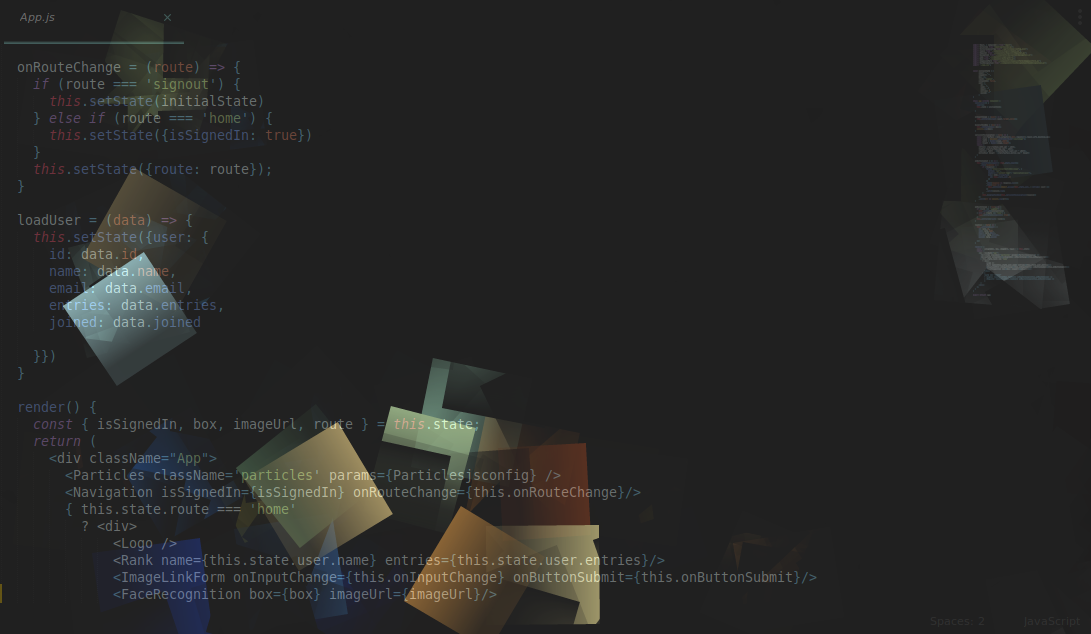 App.js ×
onRouteChange = (route) => {
if (route === 'signout') {
this.setState(initialState)
} else if (route === 'home') {
this.setState({isSignedIn: true})
}
this.setState({route: route});
}
loadUser = (data) => {
this.setState({user: {
id: data.id,
name: data.name,
email: data.email,
entries: data.entries,
joined: data.joined
}})
}
render() {
const { isSignedIn, box, imageUrl, route } = this.state;
return (
<div className="App">
<Particles className='particles' params={Particlesjsconfig} />
<Navigation isSignedIn={isSignedIn} onRouteChange={this.onRouteChange}/>
{ this.state.route === 'home'
? <div>
<Logo />
<Rank name={this.state.user.name} entries={this.state.user.entries}/>
<ImageLinkForm onInputChange={this.onInputChange} onButtonSubmit={this.onButtonSubmit}/>
<FaceRecognition box={box} imageUrl={imageUrl}/>
Spaces: 2 JavaScript